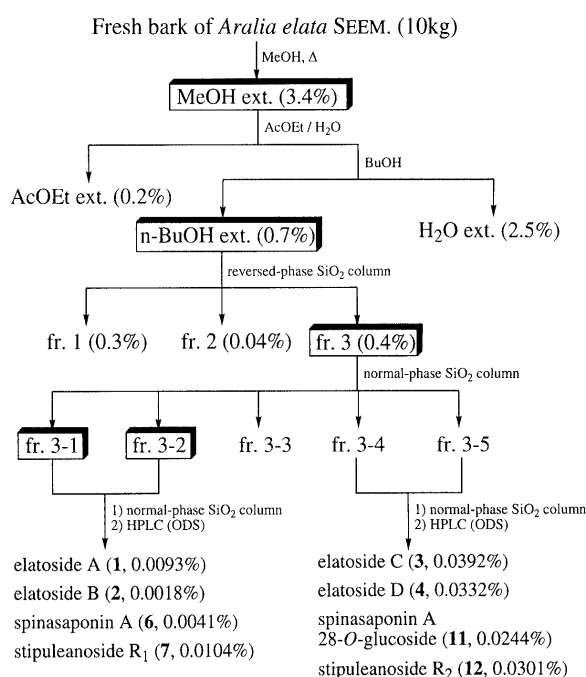 Fresh bark of Aralia elata SEEM. (10kg)
MeOH, Δ
MeOH ext. (3.4%)
AcOEt / H₂O
BuOH
AcOEt ext. (0.2%)
n-BuOH ext. (0.7%)
H₂O ext. (2.5%)
reversed-phase SiO₂ column
fr. 1 (0.3%)
fr. 2 (0.04%)
fr. 3 (0.4%)
normal-phase SiO₂ column
fr. 3-1
fr. 3-2
fr. 3-3
fr. 3-4
fr. 3-5
1) normal-phase SiO₂ column
2) HPLC (ODS)
elatoside A (1, 0.0093%)
elatoside B (2, 0.0018%)
spinasaponin A (6, 0.0041%)
stipuleanoside R₁ (7, 0.0104%)
1) normal-phase SiO₂ column
2) HPLC (ODS)
elatoside C (3, 0.0392%)
elatoside D (4, 0.0332%)
spinasaponin A
28-O-glucoside (11, 0.0244%)
stipuleanoside R₂ (12, 0.0301%)